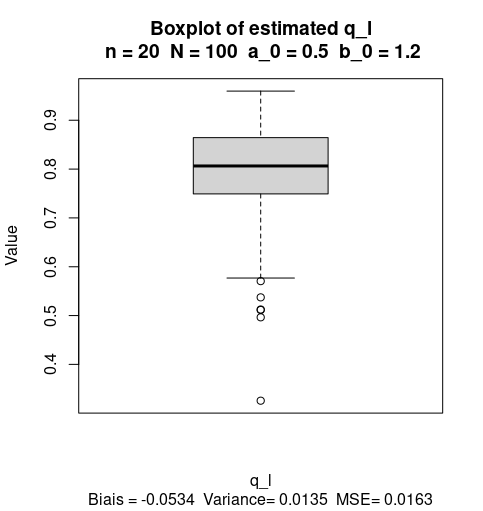 Boxplot of estimated q_l
n = 20 N = 100 a_0 = 0.5 b_0 = 1.2
Value
0.9
0.8
0.7
0.6
0.5
0.4
q_l
Biais = -0.0534 Variance= 0.0135 MSE= 0.0163